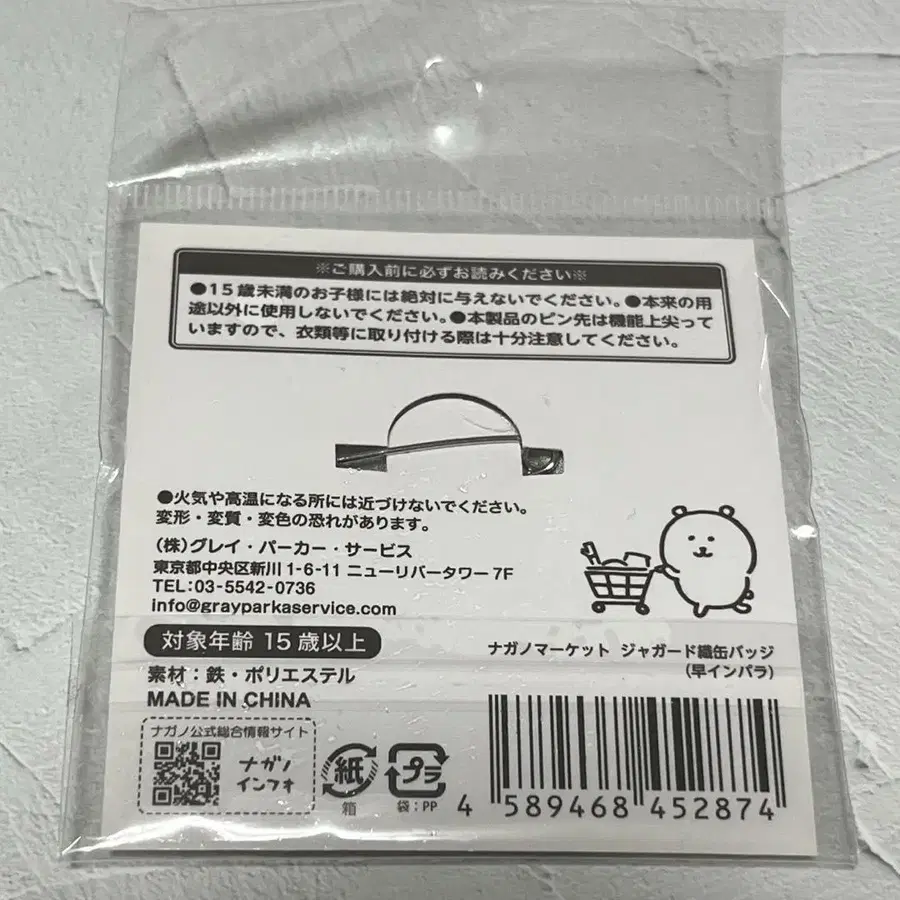 ※ご購入前に必ずお読みください※
●15歳未満のお子様には絶対に与えないでください。●本来の用
途以外に使用しないでください。●本製品のピン先は機能上尖って
いますので、衣類等に取り付ける際は十分注意してください。
●火気や高温になる所には近づけないでください。
変形・変質・変色の恐れがあります。
(株)グレイ・パーカー・サービス
東京都中央区新川1-6-11 ニューリバータワー7F
TEL:03-5542-0736
info@grayparkaservice.com
対象年齢 15歳以上
素材:鉄・ポリエステル
MADE IN CHINA
ナガノマーケット ジャガード織缶バッジ
(早インパラ)
ナガノ公式総合情報サイト
ナガノ
インフォ
紙
箱
プラ
袋:PP
4 589468 452874